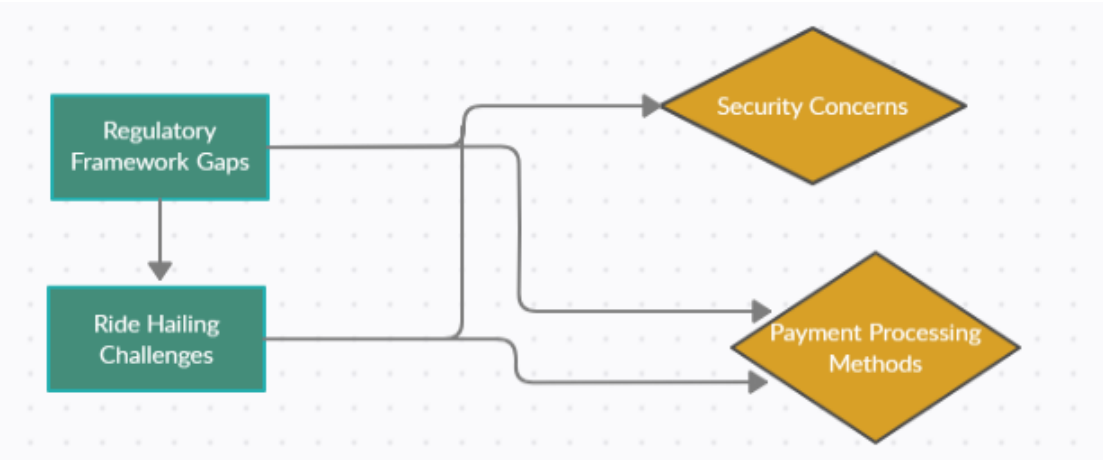 Regulatory
Framework Gaps
Security Concerns
Ride Hailing
Challenges
Payment Processing
Methods